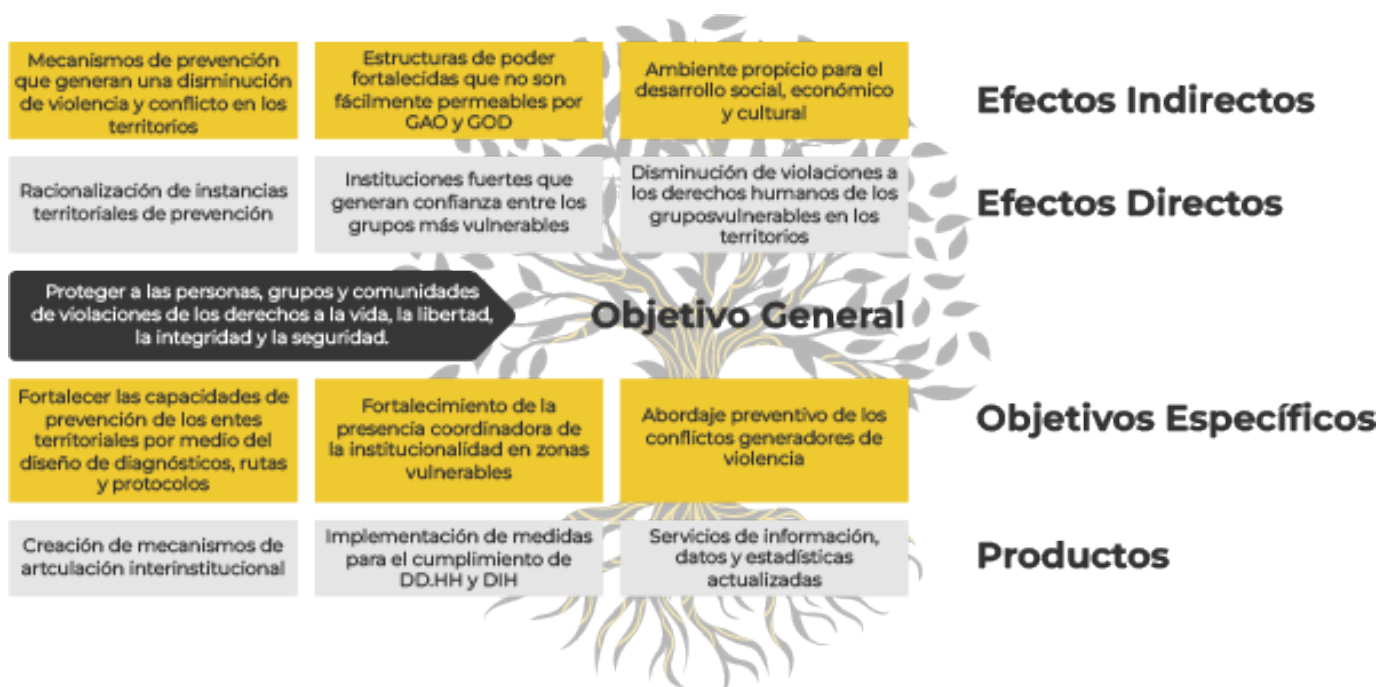 Mecanismos de prevención
que generan una disminución
de violencia y conflicto en los
territorios
Estructuras de poder
fortalecidas que no son
fácilmente permeables por
GAO y GOD
Ambiente propicio para el
desarrollo social, económico
y cultural
Efectos Indirectos
Racionalización de instancias
territoriales de prevención
Instituciones fuertes que
generan confianza entre los
grupos más vulnerables
Disminución de violaciones a
los derechos humanos de los
gruposvulnerables en los
territorios
Efectos Directos
Proteger a las personas, grupos y comunidades
de violaciones de los derechos a la vida, la libertad,
la integridad y la seguridad.
Objetivo General
Fortalecer las capacidades de
prevención de los entes
territoriales por medio del
diseño de diagnósticos, rutas
y protocolos
Fortalecimiento de la
presencia coordinadora de
la institucionalidad en zonas
vulnerables
Abordaje preventivo de los
conflictos generadores de
violencia
Objetivos Específicos
Creación de mecanismos de
artculación interinstitucional
Implementación de medidas
para el cumplimiento de
DD.HH y DIH
Servicios de información,
datos y estadísticas
actualizadas
Productos